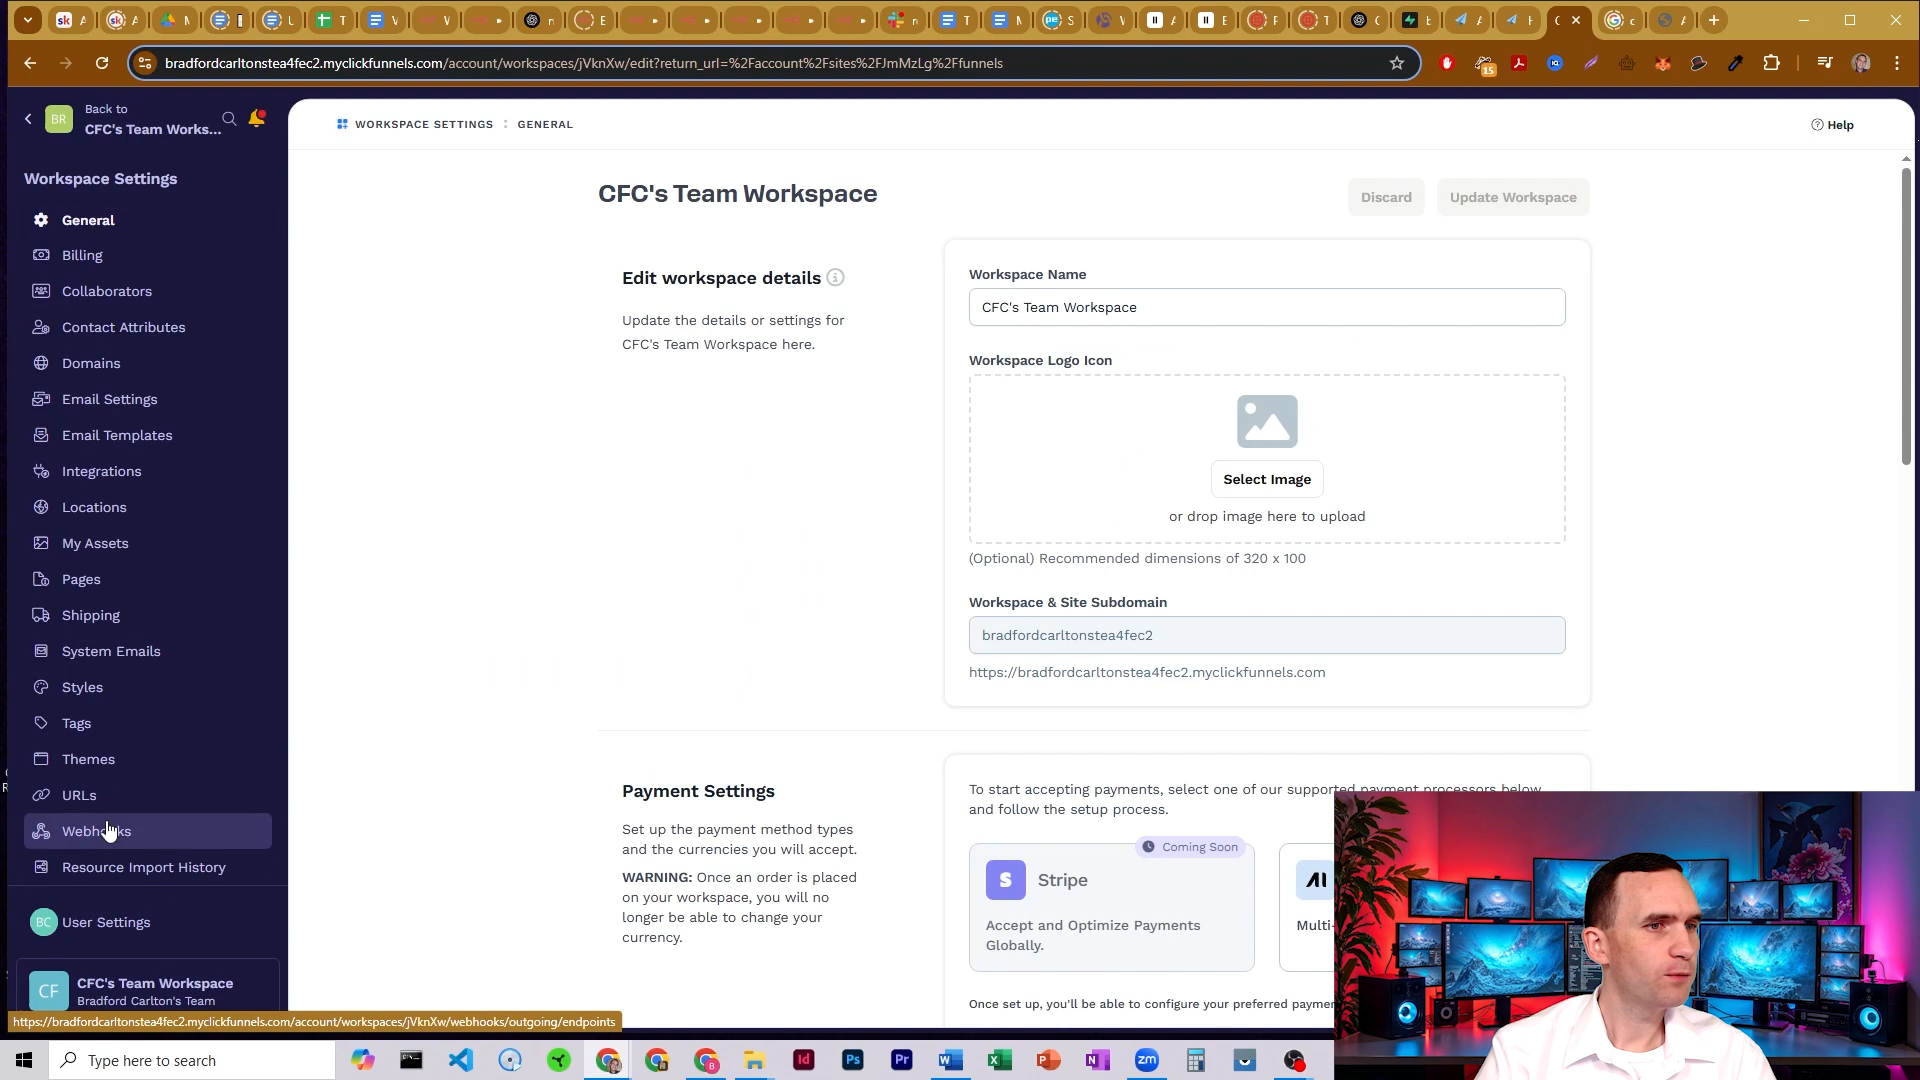 bradfordcarltonstea4fec2.myclickfunnels.com/account/workspaces/jVknXw/edit?return_url=%2Faccount%2Fsites%2FJmMzLg%2Ffunnels
15
BR
Back to
CFC's Team Works...
WORKSPACE SETTINGS
GENERAL
Help
Workspace Settings
General
Billing
Collaborators
Contact Attributes
Domains
Email Settings
Email Templates
Integrations
Locations
My Assets
Pages
Shipping
System Emails
Styles
Tags
Themes
URLs
Webhooks
Resource Import History
BC User Settings
CF
CFC's Team Workspace
Bradford Carlton's Team
https://bradfordcarltonstea4fec2.myclickfunnels.com/account/workspaces/jVknXw/webhooks/outgoing/endpoints
CFC's Team Workspace
Discard
Update Workspace
Edit workspace details
Update the details or settings for
CFC's Team Workspace here.
Workspace Name
CFC's Team Workspace
Workspace Logo Icon
Select Image
or drop image here to upload
(Optional) Recommended dimensions of 320 x 100
Workspace & Site Subdomain
bradfordcarltonstea4fec2
https://bradfordcarltonstea4fec2.myclickfunnels.com
Payment Settings
Set up the payment method types
and the currencies you will accept.
WARNING: Once an order is placed
on your workspace, you will no
longer be able to change your
currency.
To start accepting payments, select one of our supported payment processors below
and follow the setup process.
Coming Soon
S
Stripe
Accept and Optimize Payments
Globally.
Multi-
Once set up, you'll be able to configure your preferred paymen
Type here to search